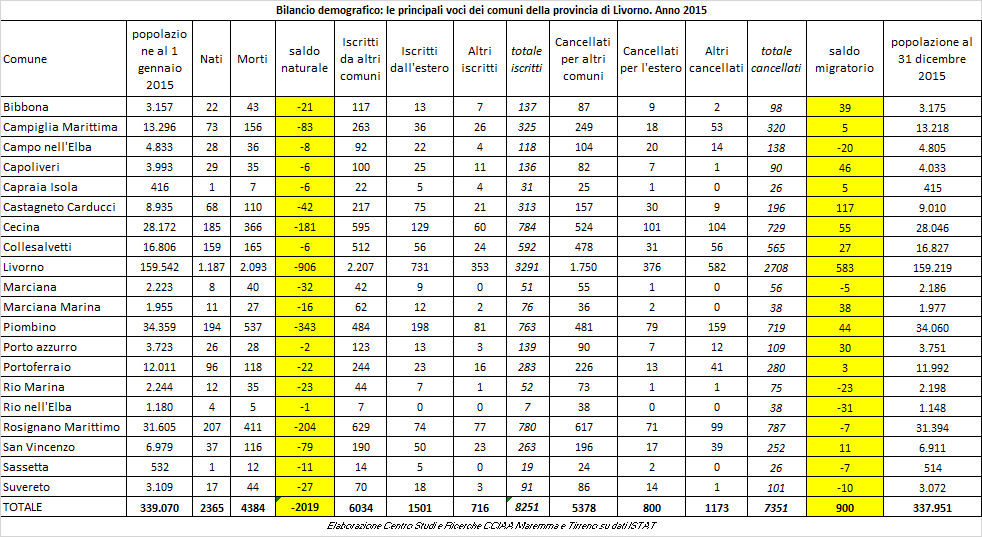 Bilancio demografico: le principali voci dei comuni della provincia di Livorno. Anno 2015
Comune popolazio ne al 1 gennaio 2015 Nati Morti saldo naturale Iscritti da altri comuni Iscritti dall'estero Altri iscritti totale iscritti Cancellati per altri comuni Cancellati per l'estero Altri cancellati totale cancellati saldo migratorio popolazione al 31 dicembre 2015
Bibbona 3.157 22 43 -21 117 13 7 137 87 9 2 98 39 3.175
Campiglia Marittima 13.296 73 156 -83 263 36 26 325 249 18 53 320 5 13.218
Campo nell'Elba 4.833 28 36 -8 92 22 4 118 104 20 14 138 -20 4.805
Capoliveri 3.993 29 35 -6 100 25 11 136 82 7 1 90 46 4.033
Capraia Isola 416 1 7 -6 22 5 4 31 25 1 0 26 5 415
Castagneto Carducci 8.935 68 110 -42 217 75 21 313 157 30 9 196 117 9.010
Cecina 28.172 185 366 -181 595 129 60 784 524 101 104 729 55 28.046
Collesalvetti 16.806 159 165 -6 512 56 24 592 478 31 56 565 27 16.827
Livorno 159.542 1.187 2.093 -906 2.207 731 353 3291 1.750 376 582 2708 583 159.219
Marciana 2.223 8 40 -32 42 9 0 51 55 1 0 56 -5 2.186
Marciana Marina 1.955 11 27 -16 62 12 2 76 36 2 0 38 38 1.977
Piombino 34.359 194 537 -343 484 198 81 763 481 79 159 719 44 34.060
Porto azzurro 3.723 26 28 -2 123 13 3 139 90 7 12 109 30 3.751
Portoferraio 12.011 96 118 -22 244 23 16 283 226 13 41 280 3 11.992
Rio Marina 2.244 12 35 -23 44 7 1 52 73 1 1 75 -23 2.198
Rio nell'Elba 1.180 4 5 -1 7 0 0 7 38 0 0 38 -31 1.148
Rosignano Marittimo 31.605 207 411 -204 629 74 77 780 617 71 99 787 -7 31.394
San Vincenzo 6.979 37 116 -79 190 50 23 263 196 17 39 252 11 6.911
Sassetta 532 1 12 -11 14 5 0 19 24 2 0 26 -7 514
Suvereto 3.109 17 44 -27 70 18 3 91 86 14 1 101 -10 3.072
TOTALE 339.070 2365 4384 -2019 6034 1501 716 8251 5378 800 1173 7351 900 337.951
Elaborazione Centro Studi e Ricerche CCIAA Maremma e Tirreno su dati ISTAT